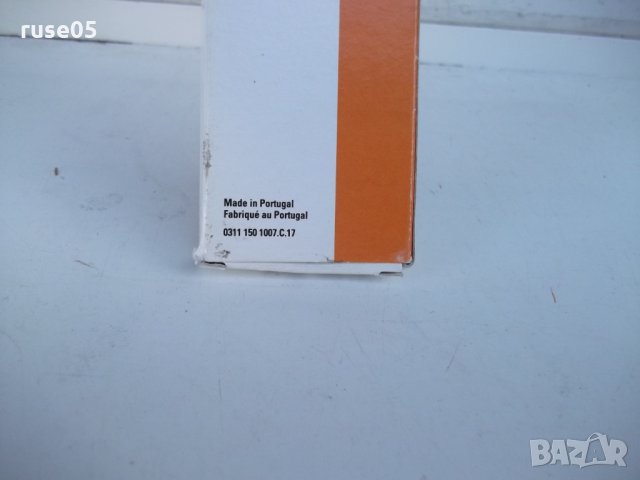 ruse05
Made in Portugal
Fabriqué au Portugal
0311 150 1007.C.17
BAZAR